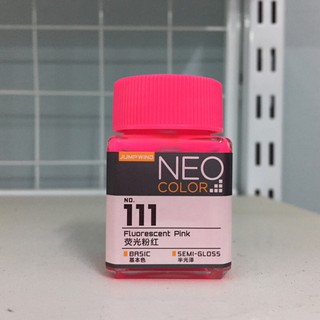 JUMPWIND
NEO
COLOR
NO.
111
Fluorescent Pink
荧光粉红
BASIC SEMI-GLOSS
基本色 半光泽